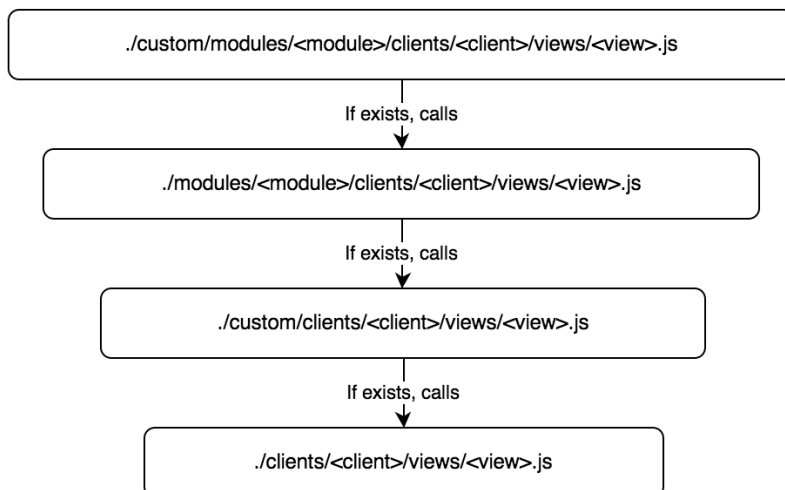 ./custom/modules/<module>/clients/<client>/views/<view>.js
If exists, calls
./modules/<module>/clients/<client>/views/<view>.js
If exists, calls
./custom/clients/<client>/views/<view>.js
If exists, calls
./clients/<client>/views/<view>.js